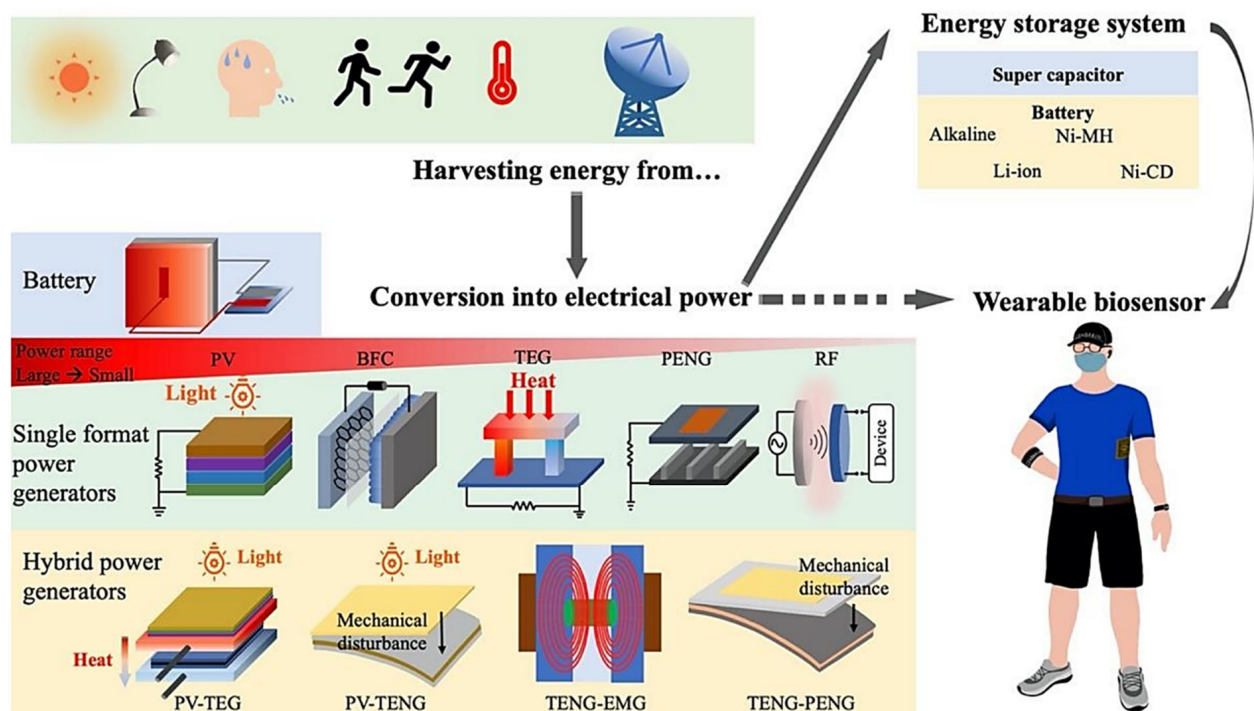 Energy storage system
Super capacitor
Battery
Alkaline Ni-MH
Li-ion Ni-CD
Harvesting energy from…
Battery
Conversion into electrical power
Wearable biosensor
Power range
Large → Small
PV BFC TEG PENG RF
Single format
power
generators
Light
Heat
Device
Hybrid power
generators
Light
Heat
PV-TEG
Light
Mechanical
disturbance
PV-TENG
TENG-EMG
Mechanical
disturbance
TENG-PENG